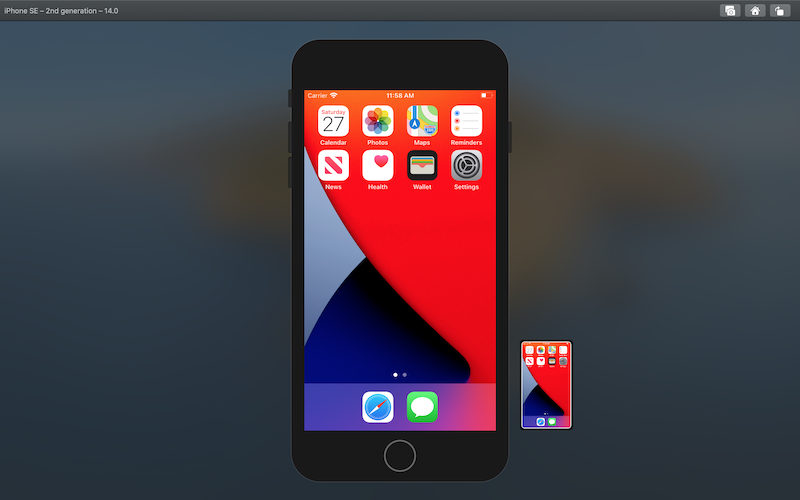 iPhone SE – 2nd generation – 14.0
Carrier 11:58 AM
Saturday
27
Calendar Photos Maps Reminders
News Health Wallet Settings